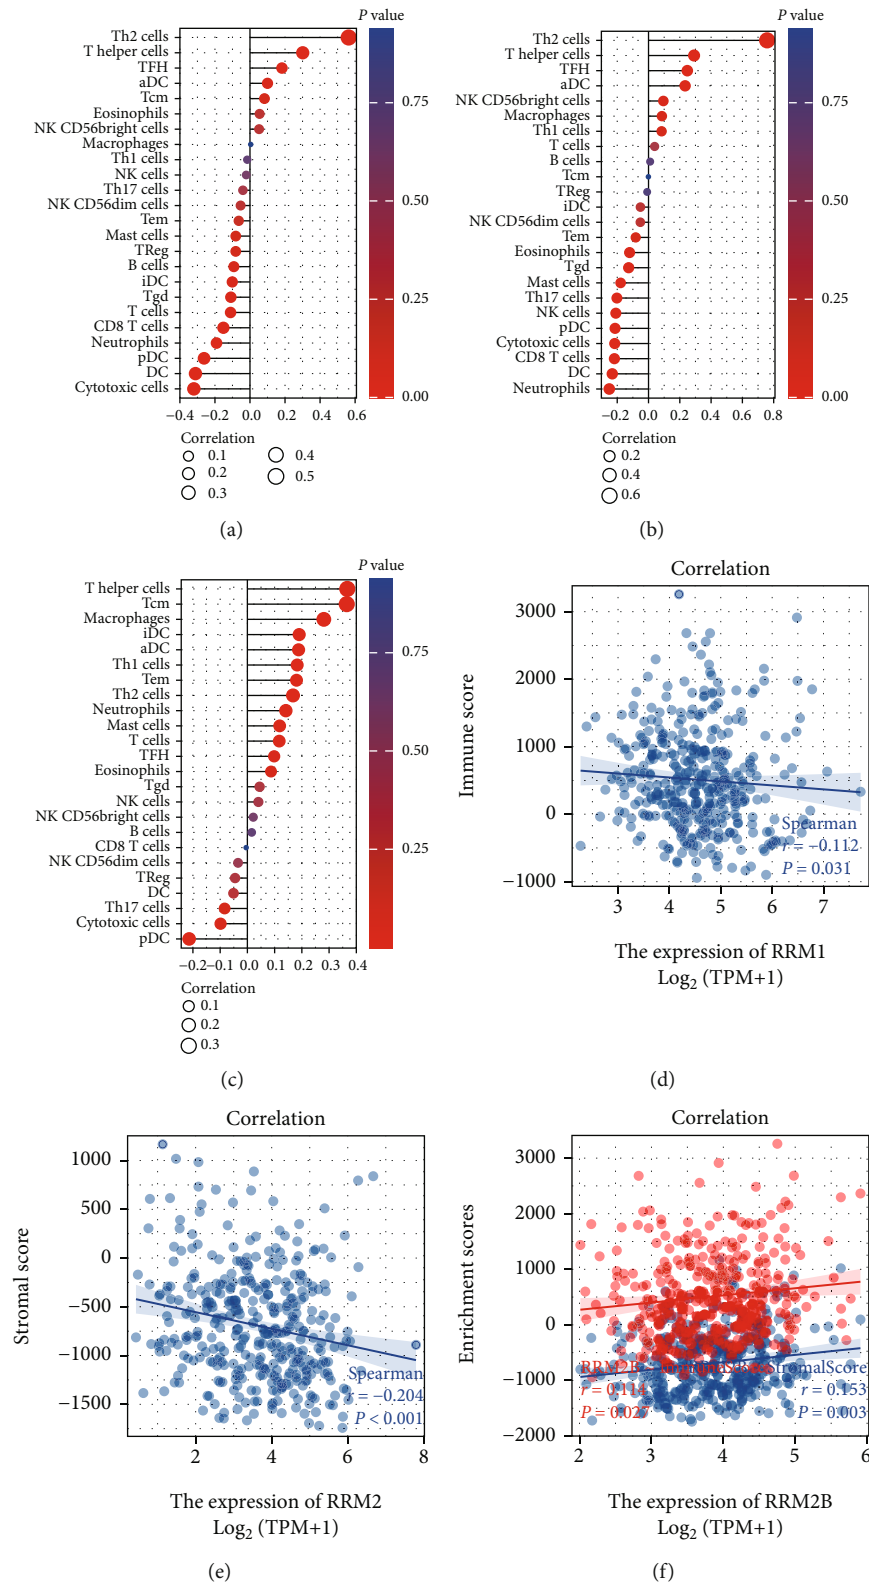 P value
Th2 cells
T helper cells
TFH
aDC
Tcm
Eosinophils
NK CD56bright cells
Macrophages
Th1 cells
NK cells
Th17 cells
NK CD56dim cells
Tem
Mast cells
TReg
B cells
iDC
Tgd
T cells
CD8 T cells
Neutrophils
pDC
DC
Cytotoxic cells
−0.4 −0.2 0.0 0.2 0.4 0.6
0.75
0.50
0.25
0.00
Correlation
0.1 0.4
0.2 0.5
0.3
(a)
P value
Th2 cells
T helper cells
TFH
aDC
NK CD56bright cells
Macrophages
Th1 cells
T cells
B cells
Tcm
TReg
iDC
NK CD56dim cells
Tem
Eosinophils
Tgd
Mast cells
Th17 cells
NK cells
pDC
Cytotoxic cells
CD8 T cells
DC
Neutrophils
−0.2 0.0 0.2 0.4 0.6 0.8
0.75
0.50
0.25
0.00
Correlation
0.2
0.4
0.6
(b)
P value
T helper cells
Tcm
Macrophages
iDC
aDC
Th1 cells
Tem
Th2 cells
Neutrophils
Mast cells
T cells
TFH
Eosinophils
Tgd
NK cells
NK CD56bright cells
B cells
CD8 T cells
NK CD56dim cells
TReg
DC
Th17 cells
Cytotoxic cells
pDC
−0.2 −0.1 0.0 0.1 0.2 0.3 0.4
0.75
0.50
0.25
Correlation
0.1
0.2
0.3
(c)
Correlation
Immune score
3000
2000
1000
0
−1000
Spearman
r = −0.112
P = 0.031
3 4 5 6 7
The expression of RRM1
Log2 (TPM+1)
(d)
Correlation
Stromal score
1000
500
0
−500
−1000
−1500
Spearman
r = −0.204
P < 0.001
2 4 6 8
The expression of RRM2
Log2 (TPM+1)
(e)
Correlation
Enrichment scores
3000
2000
1000
0
−1000
−2000
StromalScore
r = 0.114
P = 0.027
r = 0.153
P = 0.003
2 3 4 5 6
The expression of RRM2B
Log2 (TPM+1)
(f)